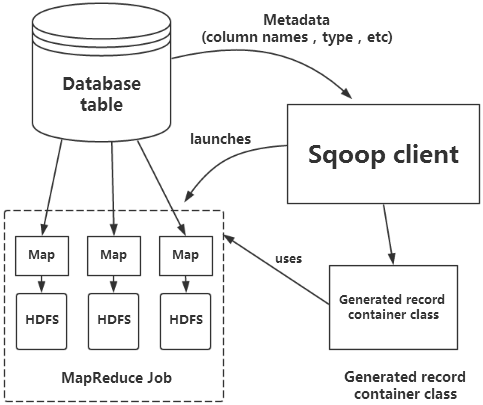 Metadata
(column names , type , etc)
Database
table
launches
Sqoop client
Map
Map
Map
uses
HDFS
HDFS
HDFS
Generated record
container class
MapReduce Job
Generated record
container class